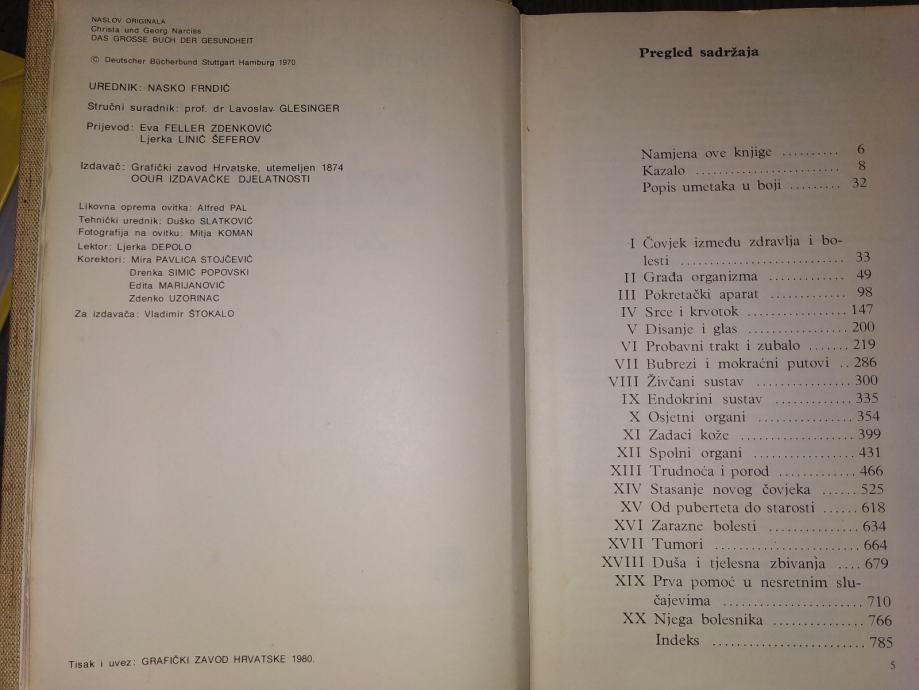 NASLOV ORIGINALA
Christa und Georg Narciss
DAS GROSSE BUCH DER GESUNDHEIT
© Deutscher Bücherbund Stuttgart Hamburg 1970
UREDNIK: NASKO FRNDIĆ
Stručni suradnik: prof. dr Lavoslav GLESINGER
Prijevod: Eva FELLER ZDENKOVIĆ
Ljerka LINIĆ ŠEFEROV
Izdavač: Grafički zavod Hrvatske, utemeljen 1874
OOUR IZDAVAČKE DJELATNOSTI
Likovna oprema ovitka: Alfred PAL
Tehnički urednik: Duško SLATKOVIĆ
Fotografija na ovitku: Mitja KOMAN
Lektor: Ljerka DEPOLO
Korektori: Mira PAVLICA STOJČEVIĆ
Drenka SIMIĆ POPOVSKI
Edita MARIJANOVIĆ
Zdenko UZORINAC
Za izdavača: Vladimir ŠTOKALO
Tisak i uvez: GRAFIČKI ZAVOD HRVATSKE 1980.
Pregled sadržaja
Namjena ove knjige .......... 6
Kazalo ........................ 8
Popis umetaka u boji ......... 32
I Čovjek između zdravlja i bo-
lesti .......................... 33
II Građa organizma ............ 49
III Pokretački aparat ............ 98
IV Srce i krvotok ............... 147
V Disanje i glas ............... 200
VI Probavni trakt i zubalo ....... 219
VII Bubrezi i mokraćni putovi .. 286
VIII Živčani sustav ............... 300
IX Endokrini sustav ............ 335
X Osjetni organi ............... 354
XI Zadaci kože .................. 399
XII Spolni organi ................ 431
XIII Trudnoća i porod ............ 466
XIV Stasanje novog čovjeka ...... 525
XV Od puberteta do starosti ...... 618
XVI Zarazne bolesti ............... 634
XVII Tumori ....................... 664
XVIII Duša i tjelesna zbivanja .... 679
XIX Prva pomoć u nesretnim slu-
čajevima ...................... 710
XX Njega bolesnika .............. 766
Indeks ......................... 785
5